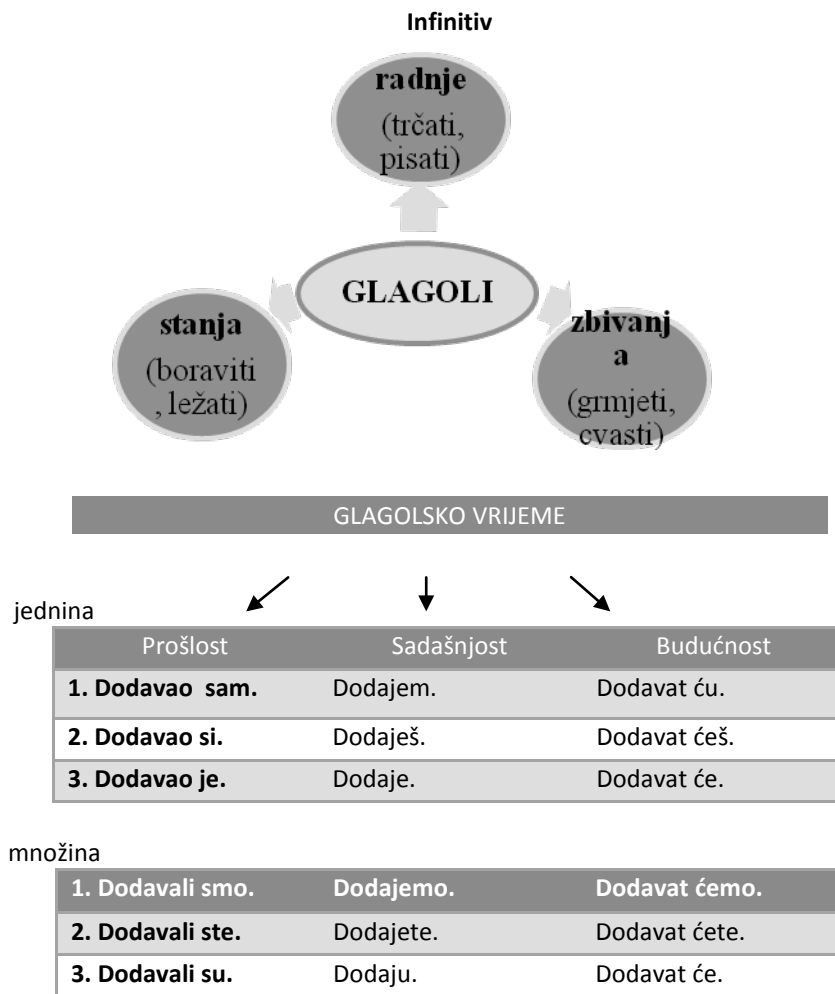 Infinitiv
radnje
(trčati,
pisati)
GLAGOLI
stanja
(boraviti
, ležati)
zbivanj
a
(grmjeti,
cvasti)
GLAGOLSKO VRIJEME
jednina
Prošlost Sadašnjost Budućnost
1. Dodavao sam. Dodajem. Dodavat ću.
2. Dodavao si. Dodaješ. Dodavat ćeš.
3. Dodavao je. Dodaje. Dodavat će.
množina
1. Dodavali smo. Dodajemo. Dodavat ćemo.
2. Dodavali ste. Dodajete. Dodavat ćete.
3. Dodavali su. Dodaju. Dodavat će.